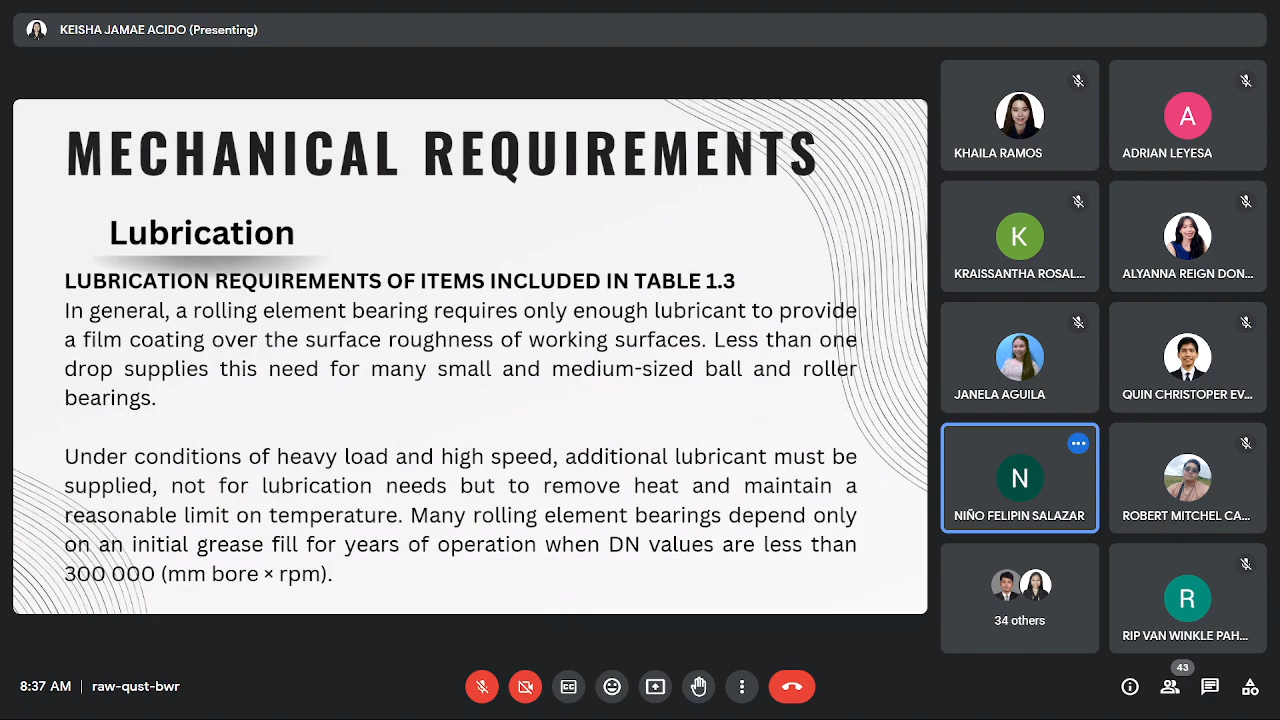 KEISHA JAMAE ACIDO (Presenting)
MECHANICAL REQUIREMENTS
Lubrication
LUBRICATION REQUIREMENTS OF ITEMS INCLUDED IN TABLE 1.3
In general, a rolling element bearing requires only enough lubricant to provide
a film coating over the surface roughness of working surfaces. Less than one
drop supplies this need for many small and medium-sized ball and roller
bearings.
Under conditions of heavy load and high speed, additional lubricant must be
supplied, not for lubrication needs but to remove heat and maintain a
reasonable limit on temperature. Many rolling element bearings depend only
on an initial grease fill for years of operation when DN values are less than
300 000 (mm bore × rpm).
KHAILA RAMOS
A
ADRIAN LEYESA
K
KRAISSANTHA ROSAL...
ALYANNA REIGN DON...
JANELA AGUILA
QUIN CHRISTOPER EV...
N
NIÑO FELIPIN SALAZAR
ROBERT MITCHEL CA...
34 others
R
RIP VAN WINKLE PAH...
8:37 AM | raw-qust-bwr
CC
43